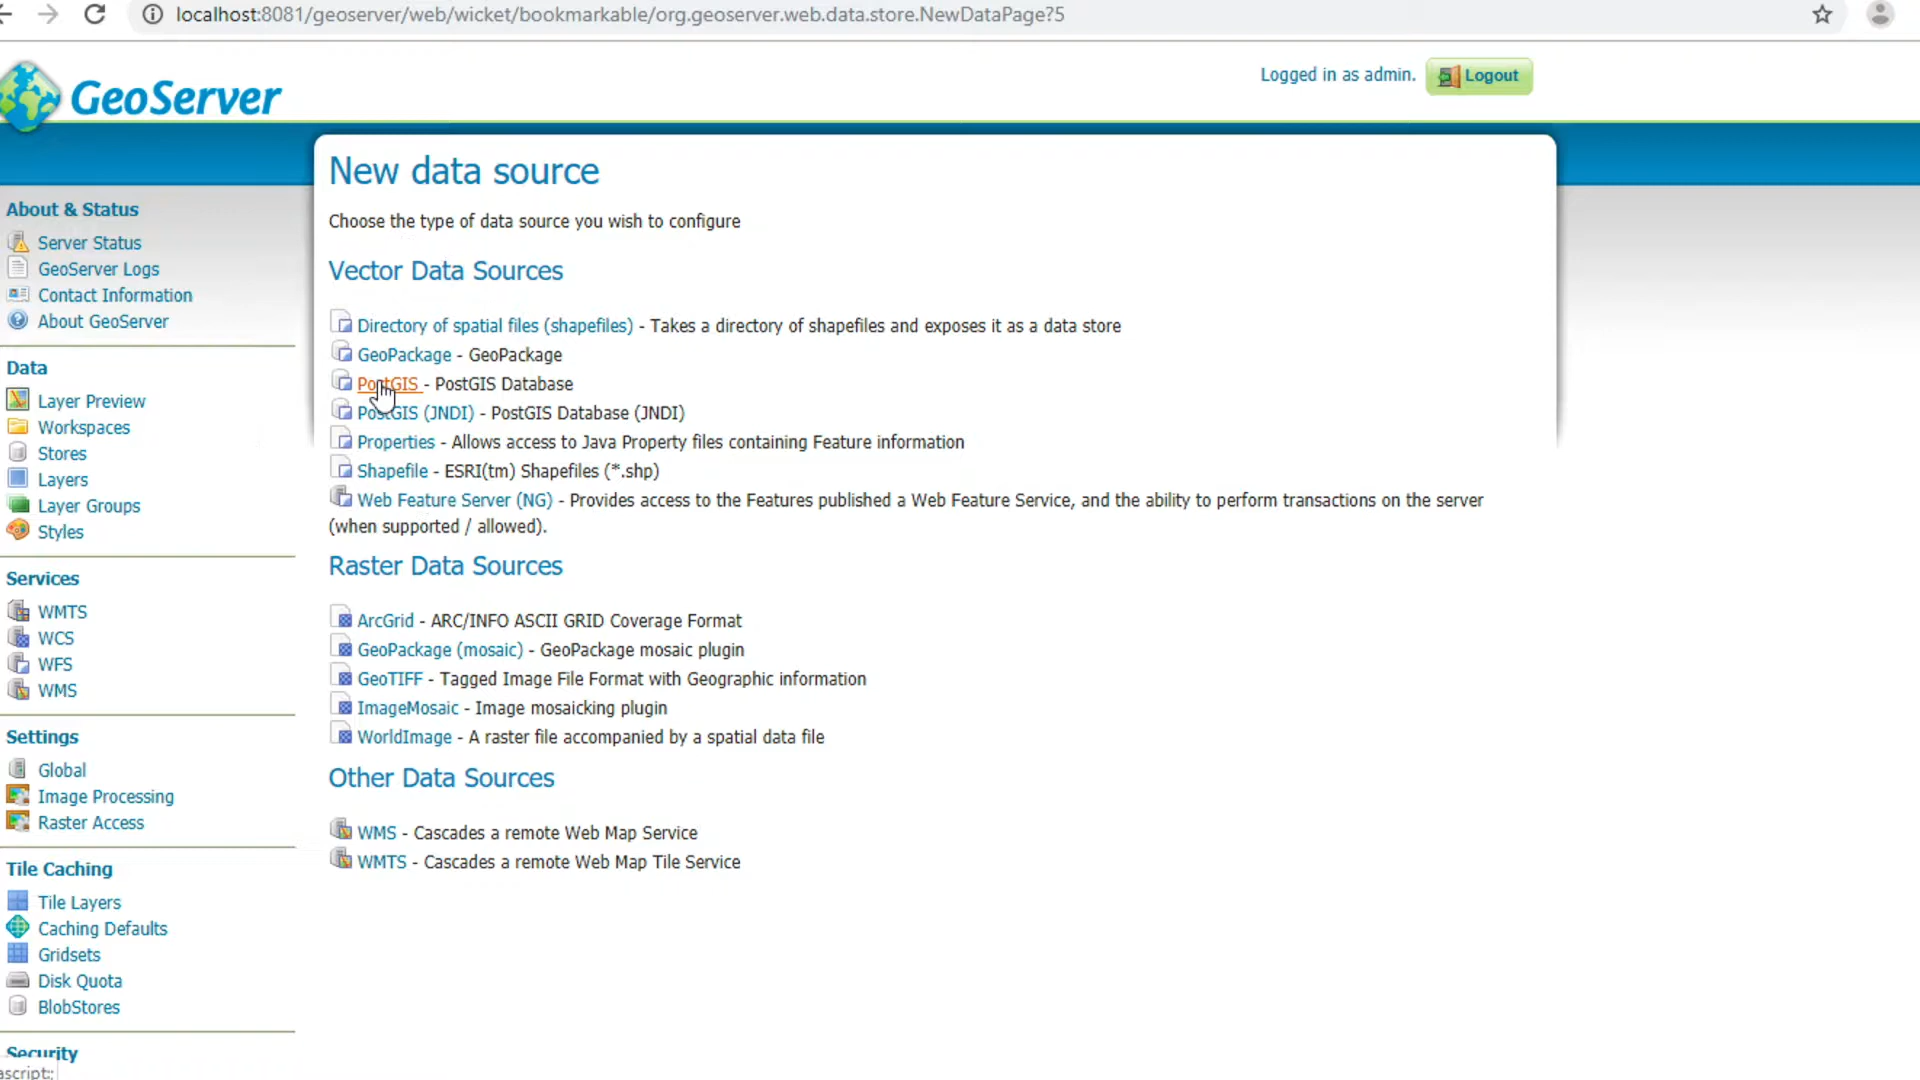 localhost:8081/geoserver/web/wicket/bookmarkable/org.geoserver.web.data.store.NewDataPage?5
GeoServer
Logged in as admin.
Logout
About & Status
Server Status
GeoServer Logs
Contact Information
About GeoServer
Data
Layer Preview
Workspaces
Stores
Layers
Layer Groups
Styles
Services
WMTS
WCS
WFS
WMS
Settings
Global
Image Processing
Raster Access
Tile Caching
Tile Layers
Caching Defaults
Gridsets
Disk Quota
BlobStores
Security
ascript:;
New data source
Choose the type of data source you wish to configure
Vector Data Sources
Directory of spatial files (shapefiles) - Takes a directory of shapefiles and exposes it as a data store
GeoPackage - GeoPackage
PostGIS - PostGIS Database
PostGIS (JNDI) - PostGIS Database (JNDI)
Properties - Allows access to Java Property files containing Feature information
Shapefile - ESRI(tm) Shapefiles (*.shp)
Web Feature Server (NG) - Provides access to the Features published a Web Feature Service, and the ability to perform transactions on the server
(when supported / allowed).
Raster Data Sources
ArcGrid - ARC/INFO ASCII GRID Coverage Format
GeoPackage (mosaic) - GeoPackage mosaic plugin
GeoTIFF - Tagged Image File Format with Geographic information
ImageMosaic - Image mosaicking plugin
WorldImage - A raster file accompanied by a spatial data file
Other Data Sources
WMS - Cascades a remote Web Map Service
WMTS - Cascades a remote Web Map Tile Service